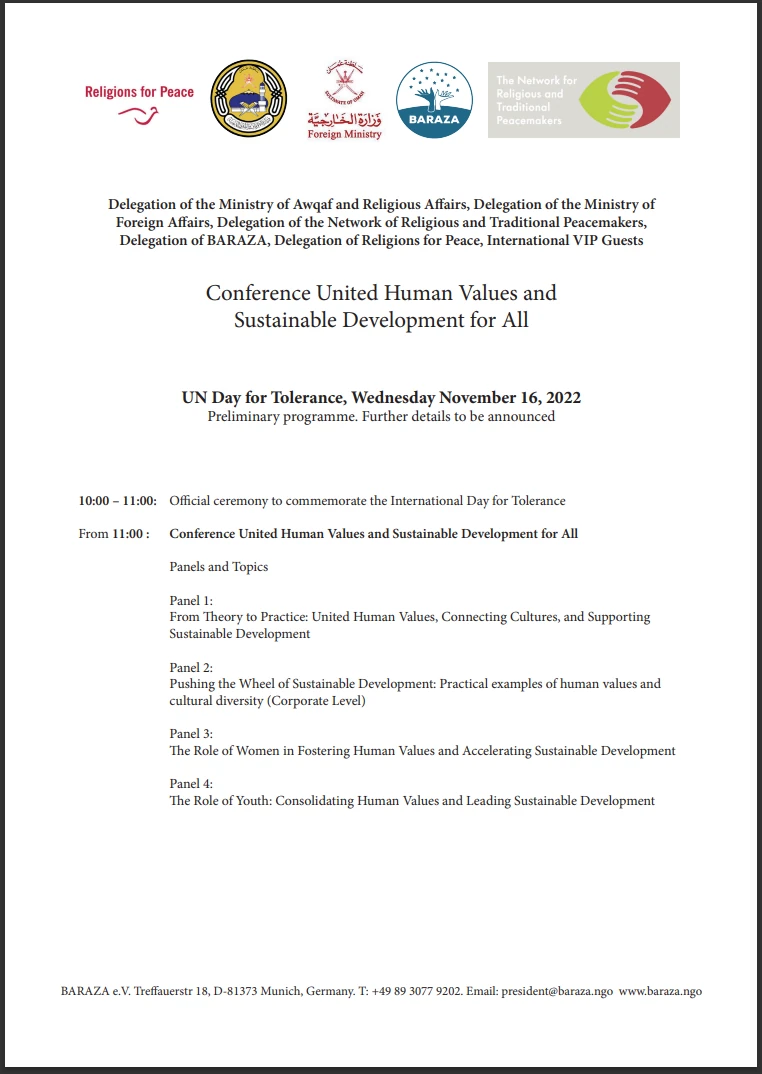 Religions for Peace
سلطنة عمان
SULTANATE OF OMAN
وزارة الخارجية
Foreign Ministry
BARAZA
The Network for
Religious and
Traditional
Peacemakers
Delegation of the Ministry of Awqaf and Religious Affairs, Delegation of the Ministry of
Foreign Affairs, Delegation of the Network of Religious and Traditional Peacemakers,
Delegation of BARAZA, Delegation of Religions for Peace, International VIP Guests
Conference United Human Values and
Sustainable Development for All
UN Day for Tolerance, Wednesday November 16, 2022
Preliminary programme. Further details to be announced
10:00 – 11:00: Official ceremony to commemorate the International Day for Tolerance
From 11:00 : Conference United Human Values and Sustainable Development for All
Panels and Topics
Panel 1:
From Theory to Practice: United Human Values, Connecting Cultures, and Supporting
Sustainable Development
Panel 2:
Pushing the Wheel of Sustainable Development: Practical examples of human values and
cultural diversity (Corporate Level)
Panel 3:
The Role of Women in Fostering Human Values and Accelerating Sustainable Development
Panel 4:
The Role of Youth: Consolidating Human Values and Leading Sustainable Development
BARAZA e.V. Treffauerstr 18, D-81373 Munich, Germany. T: +49 89 3077 9202. Email: president@baraza.ngo www.baraza.ngo